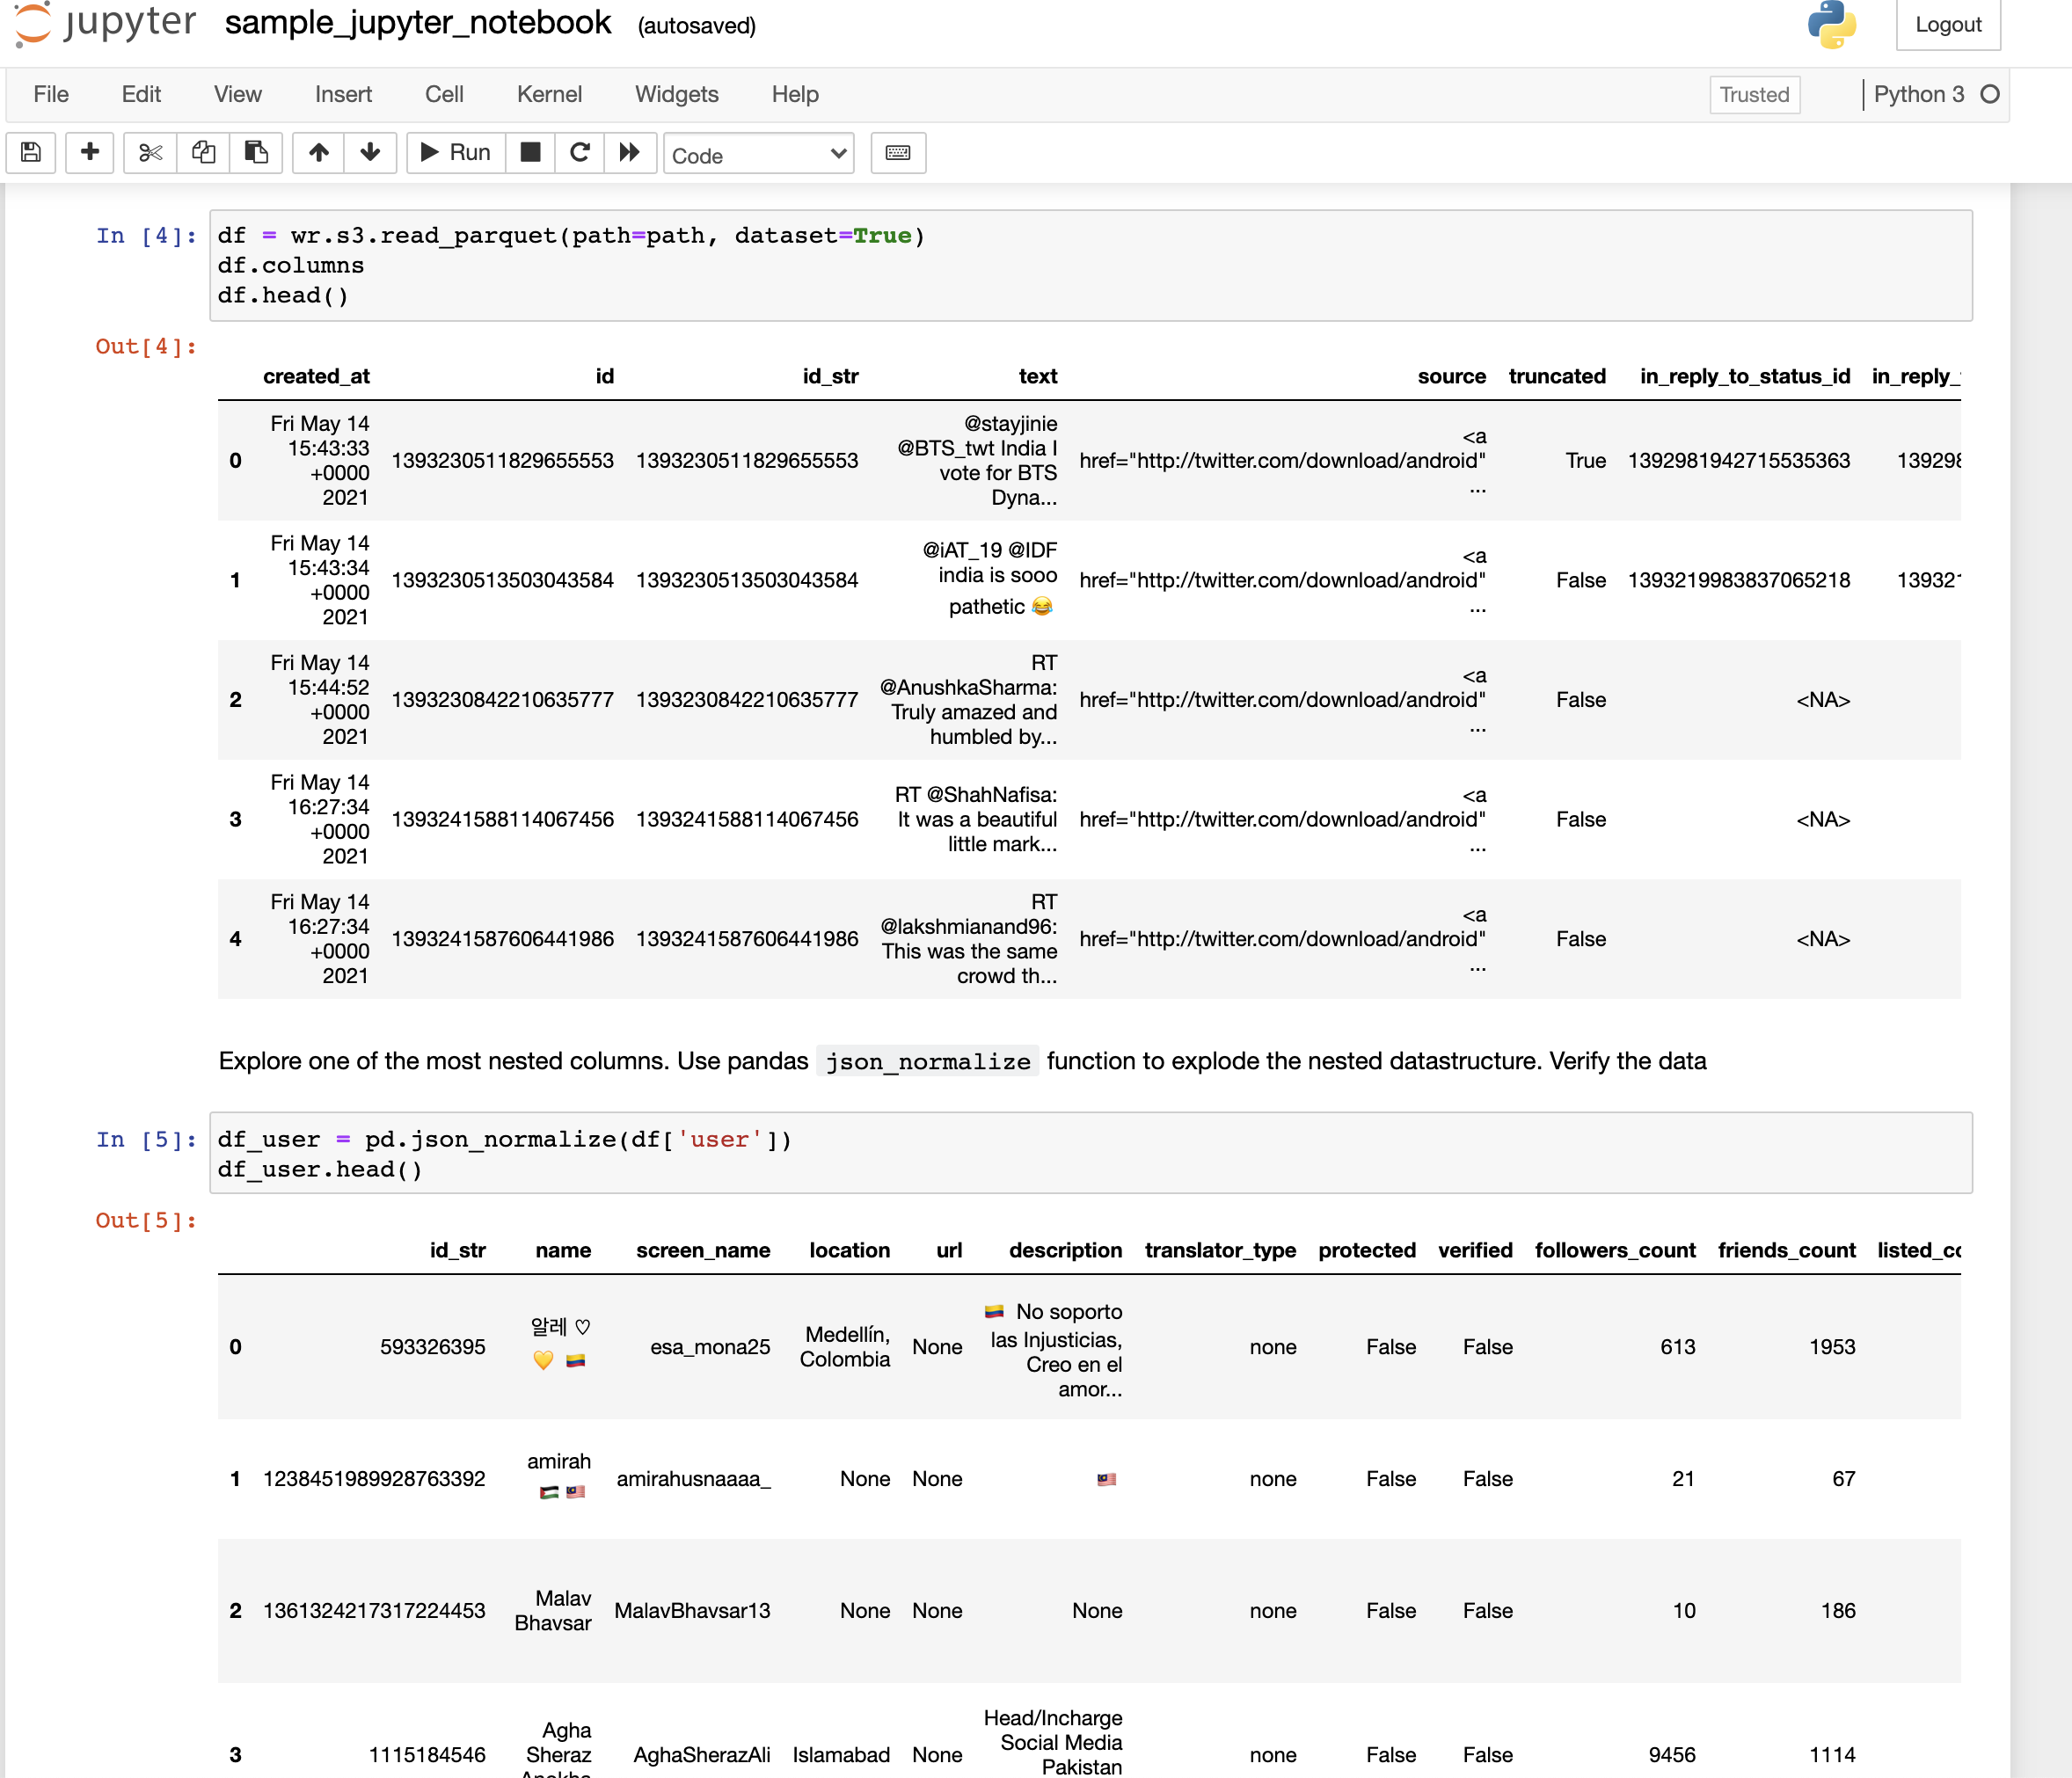 jupyter sample_jupyter_notebook (autosaved) Logout
File Edit View Insert Cell Kernel Widgets Help Trusted Python 3
Run Code
In [4]: df = wr.s3.read_parquet(path=path, dataset=True)
df.columns
df.head()
Out[4]:
created_at id id_str text source truncated in_reply_to_status_id in_reply_
0 Fri May 14 15:43:33 +0000 2021 1393230511829655553 1393230511829655553 @stayjinie @BTS_twt India I vote for BTS Dyna... <a href="http://twitter.com/download/android" ... True 1392981942715535363 139298
1 Fri May 14 15:43:34 +0000 2021 1393230513503043584 1393230513503043584 @iAT_19 @IDF india is sooo pathetic 😂 <a href="http://twitter.com/download/android" ... False 1393219983837065218 139321
2 Fri May 14 15:44:52 +0000 2021 1393230842210635777 1393230842210635777 RT @AnushkaSharma: Truly amazed and humbled by... <a href="http://twitter.com/download/android" ... False <NA>
3 Fri May 14 16:27:34 +0000 2021 1393241588114067456 1393241588114067456 RT @ShahNafisa: It was a beautiful little mark... <a href="http://twitter.com/download/android" ... False <NA>
4 Fri May 14 16:27:34 +0000 2021 1393241587606441986 1393241587606441986 RT @lakshmianand96: This was the same crowd th... <a href="http://twitter.com/download/android" ... False <NA>
Explore one of the most nested columns. Use pandas json_normalize function to explode the nested datastructure. Verify the data
In [5]: df_user = pd.json_normalize(df['user'])
df_user.head()
Out[5]:
id_str name screen_name location url description translator_type protected verified followers_count friends_count listed_co
0 593326395 알레 ♡ 💛 🇨🇴 esa_mona25 Medellín, Colombia None 🇨🇴 No soporto las Injusticias, Creo en el amor... none False False 613 1953
1 1238451989928763392 amirah 🇵🇸 🇲🇾 amirahusnaaaa_ None None 🇲🇾 none False False 21 67
2 1361324217317224453 Malav Bhavsar MalavBhavsar13 None None None none False False 10 186
3 1115184546 Agha Sheraz AghaSherazAli Islamabad None Head/Incharge Social Media Pakistan none False False 9456 1114